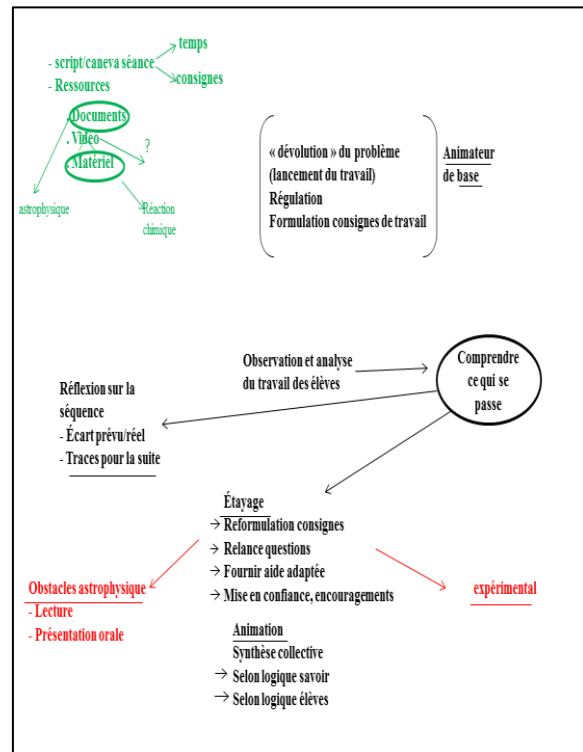 temps
- script/caneva séance
consignes
- Ressources
. Documents
. Vidéo
?
. Matériel
astrophysique
Réaction
chimique
« dévolution » du problème
(lancement du travail)
Régulation
Formulation consignes de travail
Animateur
de base
Observation et analyse
du travail des élèves
Comprendre
ce qui se
passe
Réflexion sur la
séquence
- Écart prévu/réel
- Traces pour la suite
Étayage
→ Reformulation consignes
→ Relance questions
→ Fournir aide adaptée
→ Mise en confiance, encouragements
Obstacles astrophysique
- Lecture
- Présentation orale
expérimental
Animation
Synthèse collective
→ Selon logique savoir
→ Selon logique élèves